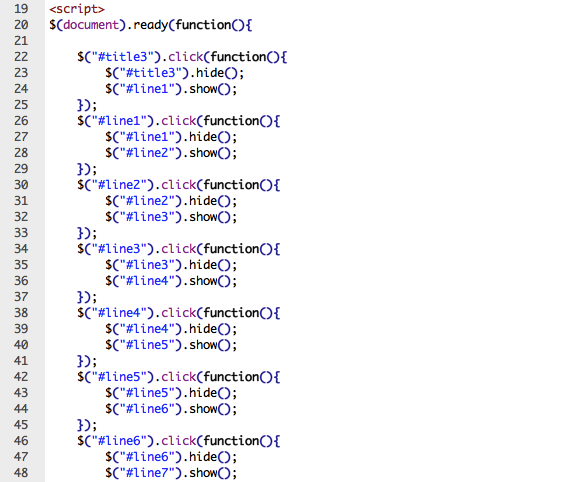 19 <script>
20 $(document).ready(function(){
21
22     $("#title3").click(function(){
23         $("#title3").hide();
24         $("#line1").show();
25     });
26     $("#line1").click(function(){
27         $("#line1").hide();
28         $("#line2").show();
29     });
30     $("#line2").click(function(){
31         $("#line2").hide();
32         $("#line3").show();
33     });
34     $("#line3").click(function(){
35         $("#line3").hide();
36         $("#line4").show();
37     });
38     $("#line4").click(function(){
39         $("#line4").hide();
40         $("#line5").show();
41     });
42     $("#line5").click(function(){
43         $("#line5").hide();
44         $("#line6").show();
45     });
46     $("#line6").click(function(){
47         $("#line6").hide();
48         $("#line7").show();